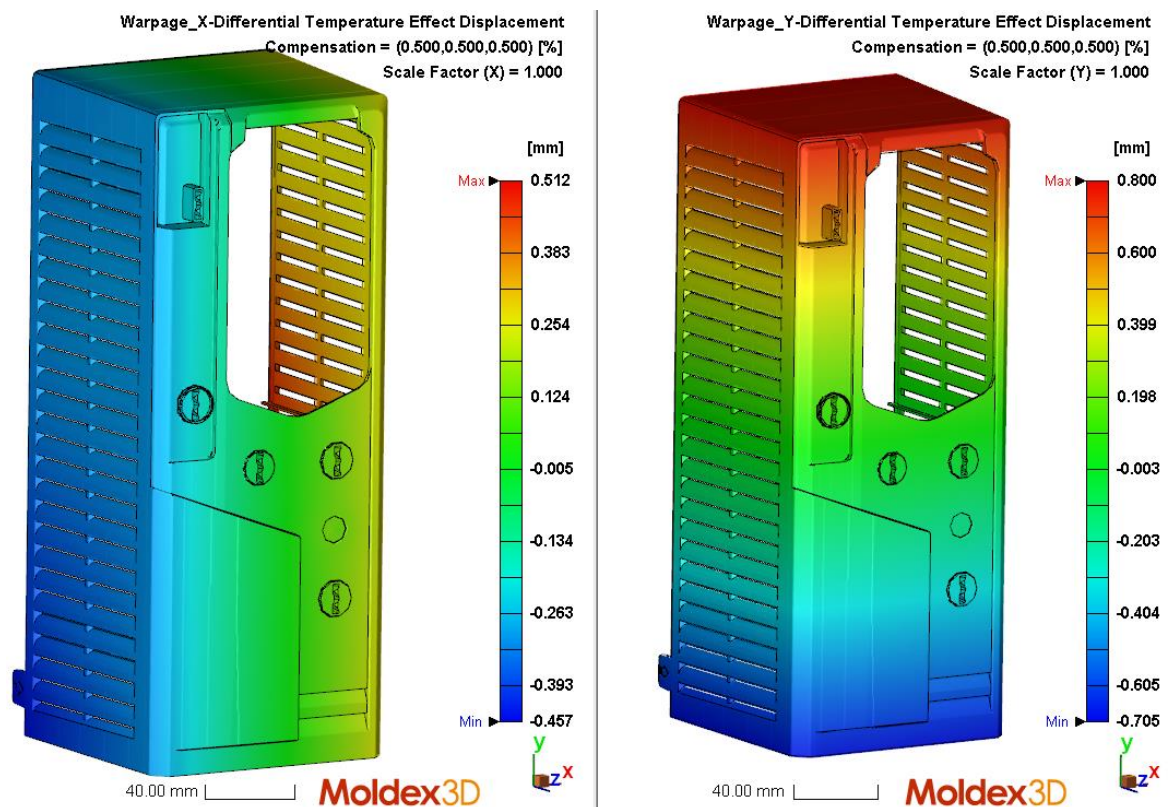 Warpage_X-Differential Temperature Effect Displacement
Compensation = (0.500,0.500,0.500) [%]
Scale Factor (X) = 1.000
[mm]
Max 0.512
0.383
0.254
0.124
-0.005
-0.134
-0.263
-0.393
Min -0.457
y
z x
40.00 mm
Moldex3D
Warpage_Y-Differential Temperature Effect Displacement
Compensation = (0.500,0.500,0.500) [%]
Scale Factor (Y) = 1.000
[mm]
Max 0.800
0.600
0.399
0.198
-0.003
-0.203
-0.404
-0.605
Min -0.705
y
z x
40.00 mm
Moldex3D